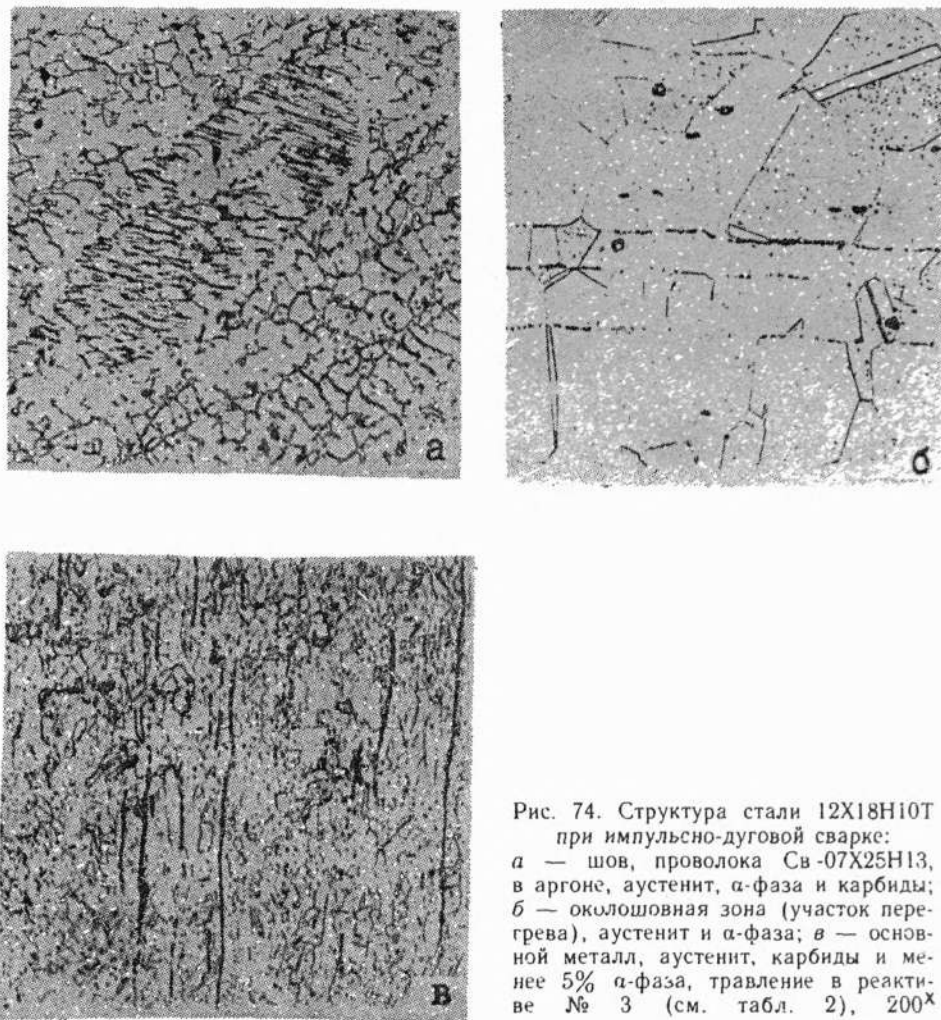 а
б
в
Рис. 74. Структура стали 12Х18Н10Т
при импульсно-дуговой сварке:
а — шов, проволока Св-07Х25Н13,
в аргоне, аустенит, α-фаза и карбиды;
б — околошовная зона (участок пере-
грева), аустенит и α-фаза; в — основ-
ной металл, аустенит, карбиды и ме-
нее 5% α-фаза, травление в реакти-
ве № 3 (см. табл. 2), 200ˣ